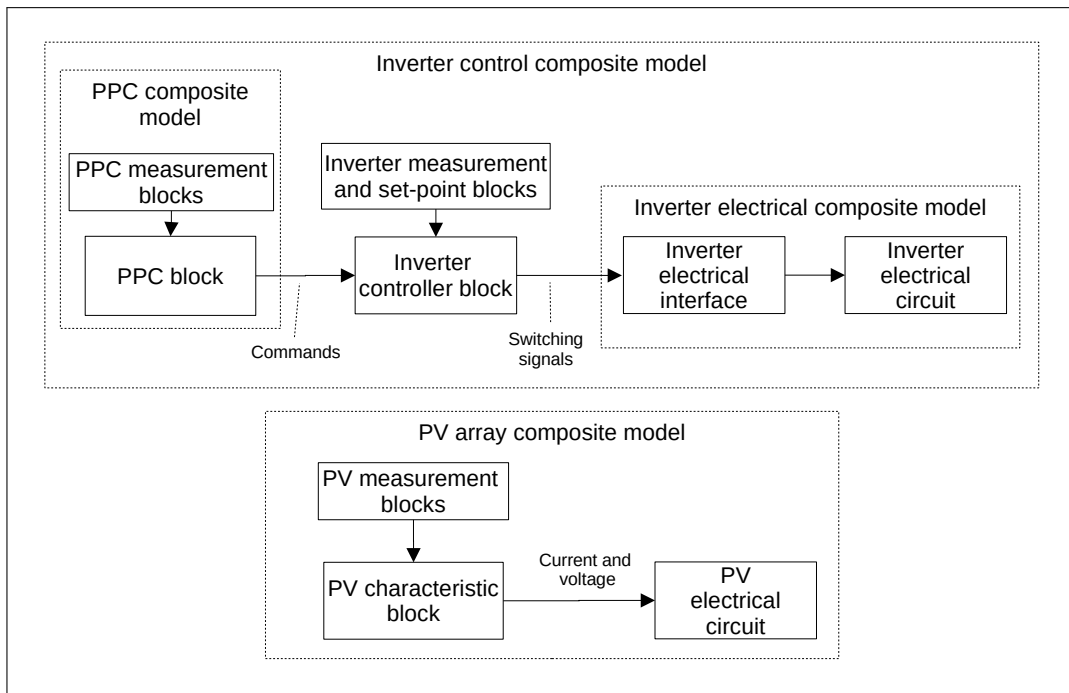 Inverter control composite model
PPC composite
model
PPC measurement
blocks
PPC block
Commands
Inverter measurement
and set-point blocks
Inverter
controller block
Switching
signals
Inverter electrical composite model
Inverter
electrical
interface
Inverter
electrical
circuit
PV array composite model
PV measurement
blocks
PV characteristic
block
Current and
voltage
PV
electrical
circuit